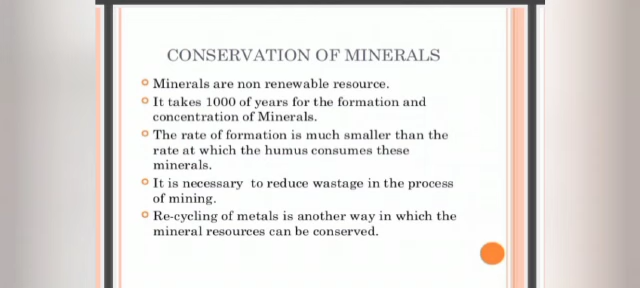 CONSERVATION OF MINERALS
Minerals are non renewable resource.
It takes 1000 of years for the formation and
concentration of Minerals.
The rate of formation is much smaller than the
rate at which the humus consumes these
minerals.
It is necessary to reduce wastage in the process
of mining.
Re-cycling of metals is another way in which the
mineral resources can be conserved.